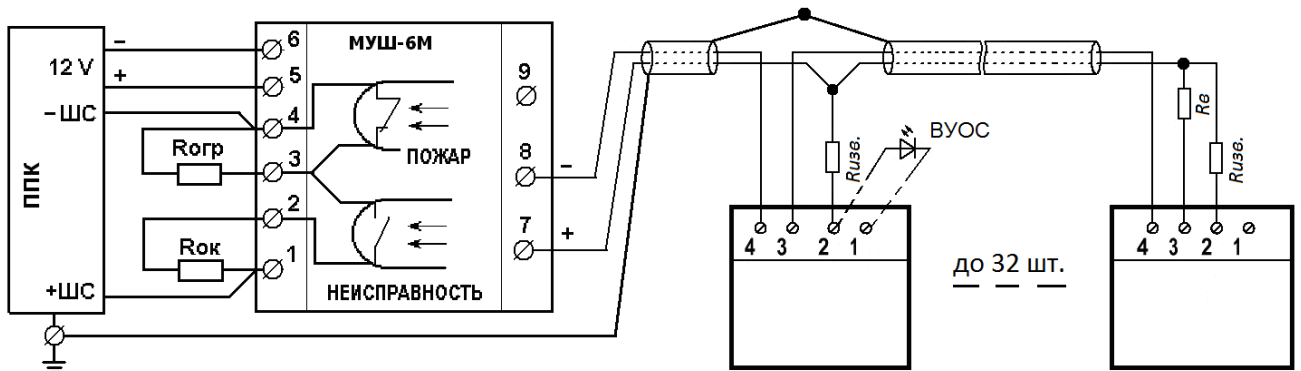 ППК
12 V
−
+
−ШС
+ШС
Rогр
Rок
МУШ-6М
6
5
4
3
2
1
ПОЖАР
НЕИСПРАВНОСТЬ
9
8
7
−
+
Rизв.
ВУОС
4 3 2 1
до 32 шт.
Rв
Rизв.
4 3 2 1